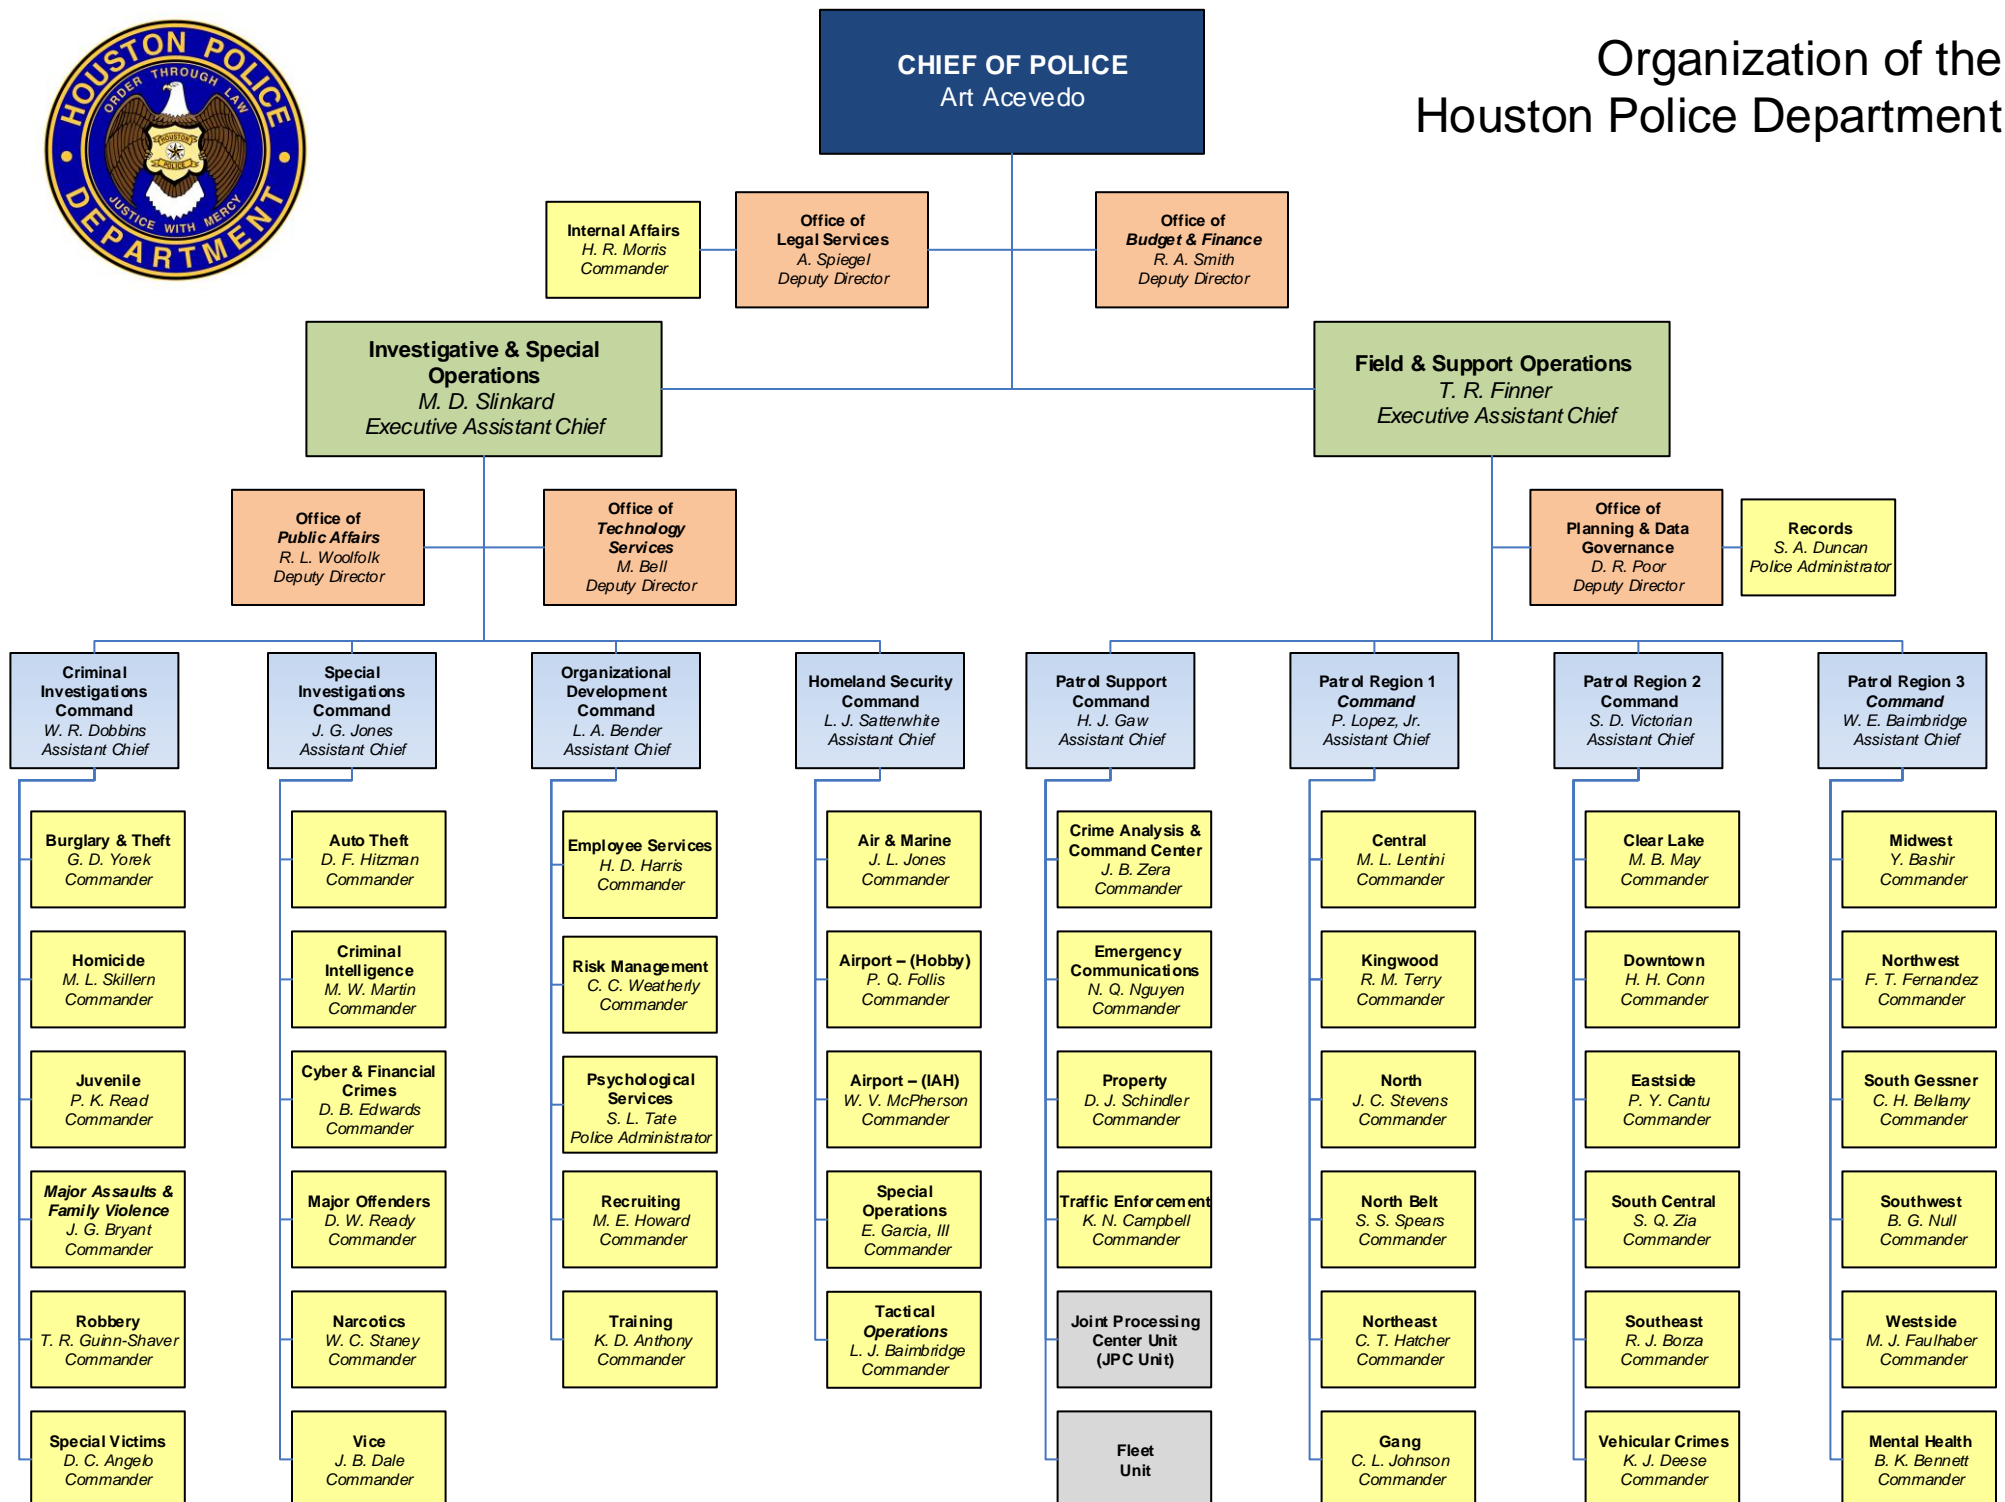 HOUSTON POLICE
DEPARTMENT
ORDER THROUGH LAW
JUSTICE WITH MERCY
HOUSTON
POLICE
CHIEF OF POLICE
Art Acevedo
Organization of the
Houston Police Department
Internal Affairs
H. R. Morris
Commander
Office of
Legal Services
A. Spiegel
Deputy Director
Office of
Budget & Finance
R. A. Smith
Deputy Director
Investigative & Special
Operations
M. D. Slinkard
Executive Assistant Chief
Field & Support Operations
T. R. Finner
Executive Assistant Chief
Office of
Public Affairs
R. L. Woolfolk
Deputy Director
Office of
Technology
Services
M. Bell
Deputy Director
Office of
Planning & Data
Governance
D. R. Poor
Deputy Director
Records
S. A. Duncan
Police Administrator
Criminal
Investigations
Command
W. R. Dobbins
Assistant Chief
Special
Investigations
Command
J. G. Jones
Assistant Chief
Organizational
Development
Command
L. A. Bender
Assistant Chief
Homeland Security
Command
L. J. Satterwhite
Assistant Chief
Patrol Support
Command
H. J. Gaw
Assistant Chief
Patrol Region 1
Command
P. Lopez, Jr.
Assistant Chief
Patrol Region 2
Command
S. D. Victorian
Assistant Chief
Patrol Region 3
Command
W. E. Baimbridge
Assistant Chief
Burglary & Theft
G. D. Yorek
Commander
Auto Theft
D. F. Hitzman
Commander
Employee Services
H. D. Harris
Commander
Air & Marine
J. L. Jones
Commander
Crime Analysis &
Command Center
J. B. Zera
Commander
Central
M. L. Lentini
Commander
Clear Lake
M. B. May
Commander
Midwest
Y. Bashir
Commander
Homicide
M. L. Skillern
Commander
Criminal
Intelligence
M. W. Martin
Commander
Risk Management
C. C. Weatherly
Commander
Airport – (Hobby)
P. Q. Follis
Commander
Emergency
Communications
N. Q. Nguyen
Commander
Kingwood
R. M. Terry
Commander
Downtown
H. H. Conn
Commander
Northwest
F. T. Fernandez
Commander
Juvenile
P. K. Read
Commander
Cyber & Financial
Crimes
D. B. Edwards
Commander
Psychological
Services
S. L. Tate
Police Administrator
Airport – (IAH)
W. V. McPherson
Commander
Property
D. J. Schindler
Commander
North
J. C. Stevens
Commander
Eastside
P. Y. Cantu
Commander
South Gessner
C. H. Bellamy
Commander
Major Assaults &
Family Violence
J. G. Bryant
Commander
Major Offenders
D. W. Ready
Commander
Recruiting
M. E. Howard
Commander
Special
Operations
E. Garcia, III
Commander
Traffic Enforcement
K. N. Campbell
Commander
North Belt
S. S. Spears
Commander
South Central
S. Q. Zia
Commander
Southwest
B. G. Null
Commander
Robbery
T. R. Guinn-Shaver
Commander
Narcotics
W. C. Staney
Commander
Training
K. D. Anthony
Commander
Tactical
Operations
L. J. Baimbridge
Commander
Joint Processing
Center Unit
(JPC Unit)
Northeast
C. T. Hatcher
Commander
Southeast
R. J. Borza
Commander
Westside
M. J. Faulhaber
Commander
Special Victims
D. C. Angelo
Commander
Vice
J. B. Dale
Commander
Fleet
Unit
Gang
C. L. Johnson
Commander
Vehicular Crimes
K. J. Deese
Commander
Mental Health
B. K. Bennett
Commander